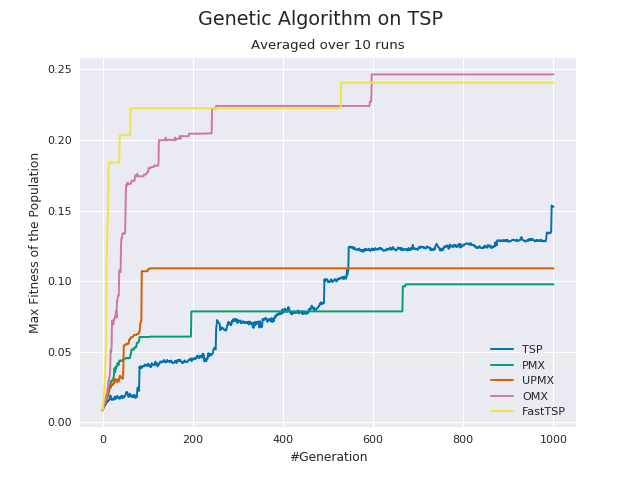 Genetic Algorithm on TSP
Averaged over 10 runs
Max Fitness of the Population
0.25
0.20
0.15
0.10
0.05
0.00
TSP
PMX
UPMX
OMX
FastTSP
0 200 400 600 800 1000
#Generation